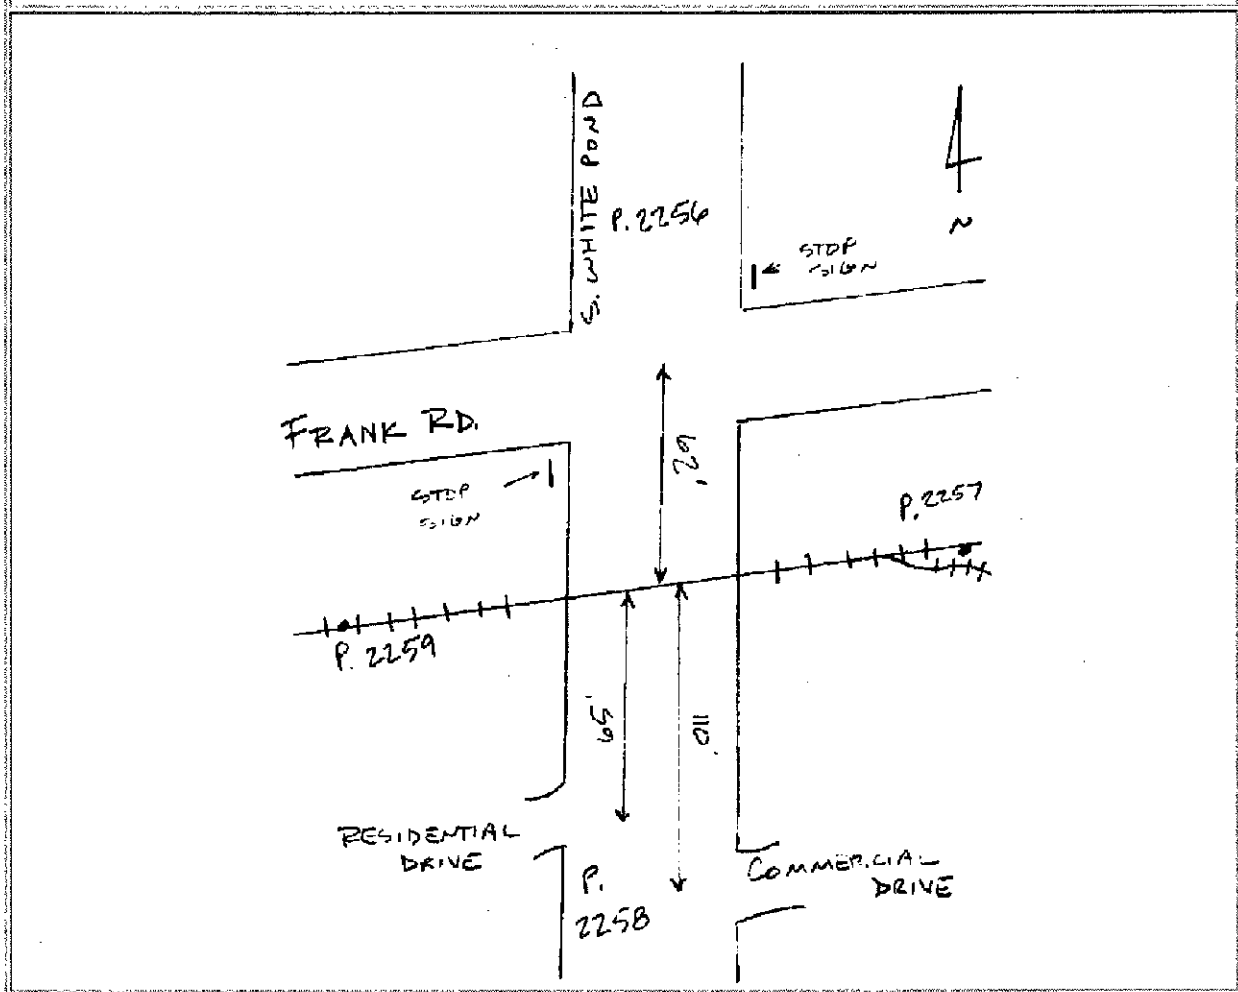 S. WHITE POND
P. 2256
N
STOP
SIGN
FRANK RD.
62'
STOP
SIGN
P. 2257
P. 2259
65'
110'
RESIDENTIAL
DRIVE
COMMERCIAL
DRIVE
P.
2258